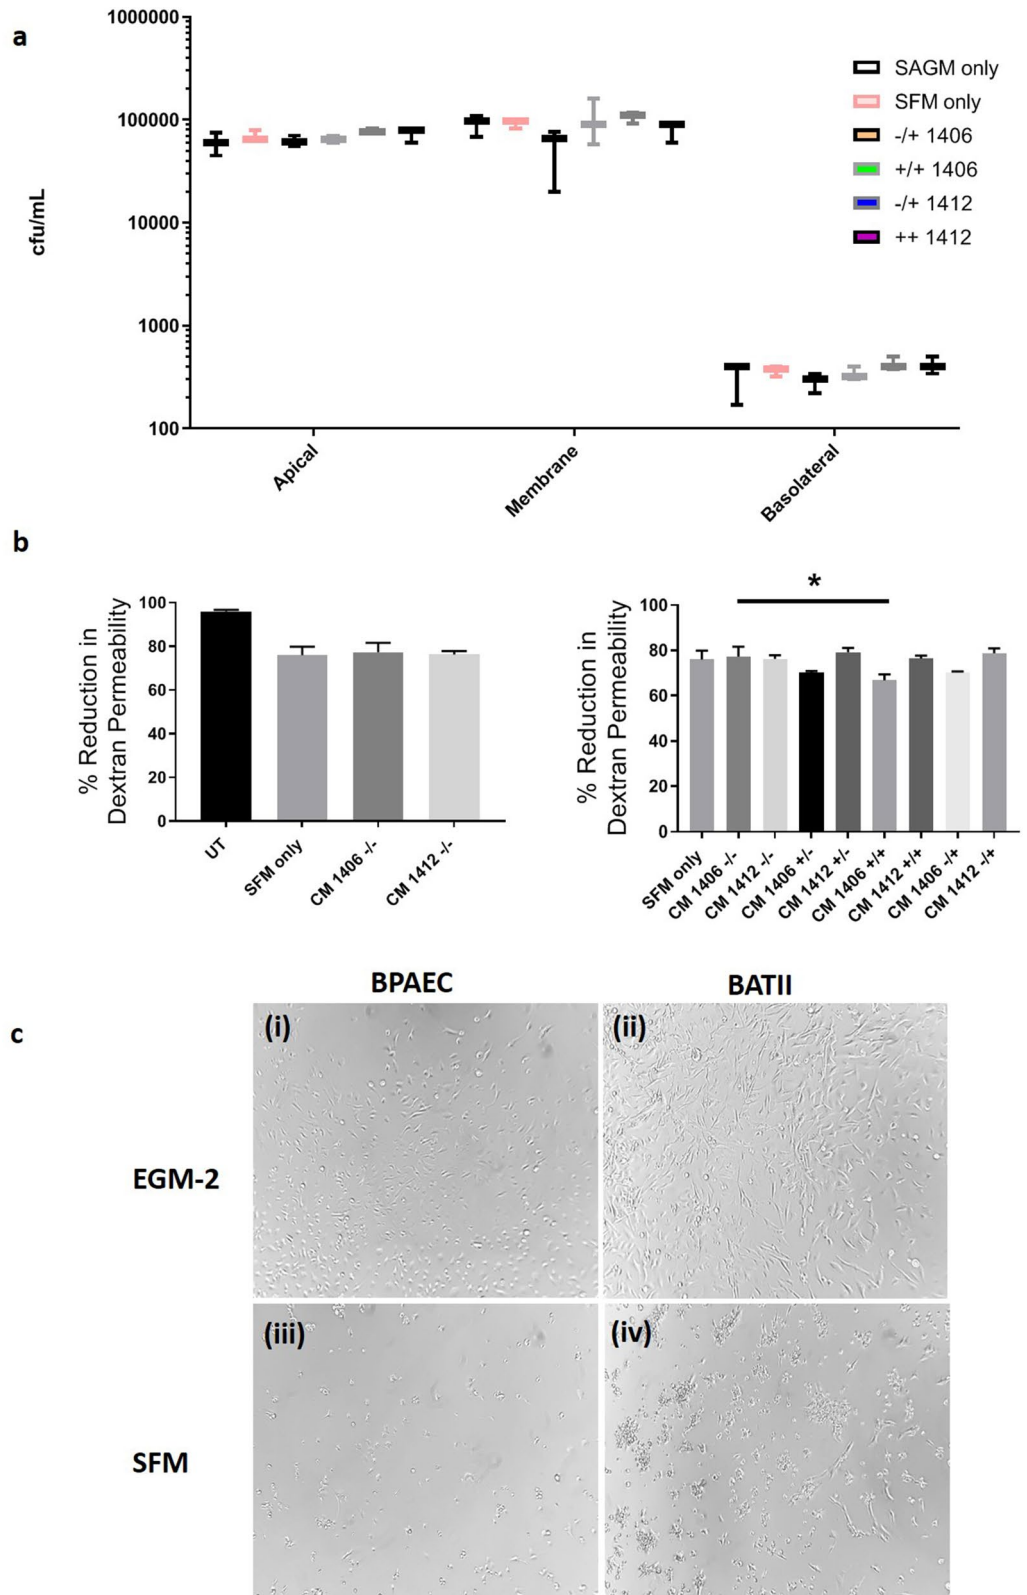 a
1000000
100000
10000
1000
100
cfu/mL
Apical
Membrane
Basolateral
SAGM only
SFM only
-/+ 1406
+/+ 1406
-/+ 1412
++ 1412
b
% Reduction in
Dextran Permeability
100
80
60
40
20
0
UT
SFM only
CM 1406 -/-
CM 1412 -/-
*
% Reduction in
Dextran Permeability
100
80
60
40
20
0
SFM only
CM 1406 -/-
CM 1412 -/-
CM 1406 +/-
CM 1412 +/-
CM 1406 +/+
CM 1412 +/+
CM 1406 -/+
CM 1412 -/+
c
BPAEC
BATII
EGM-2
(i)
(ii)
SFM
(iii)
(iv)